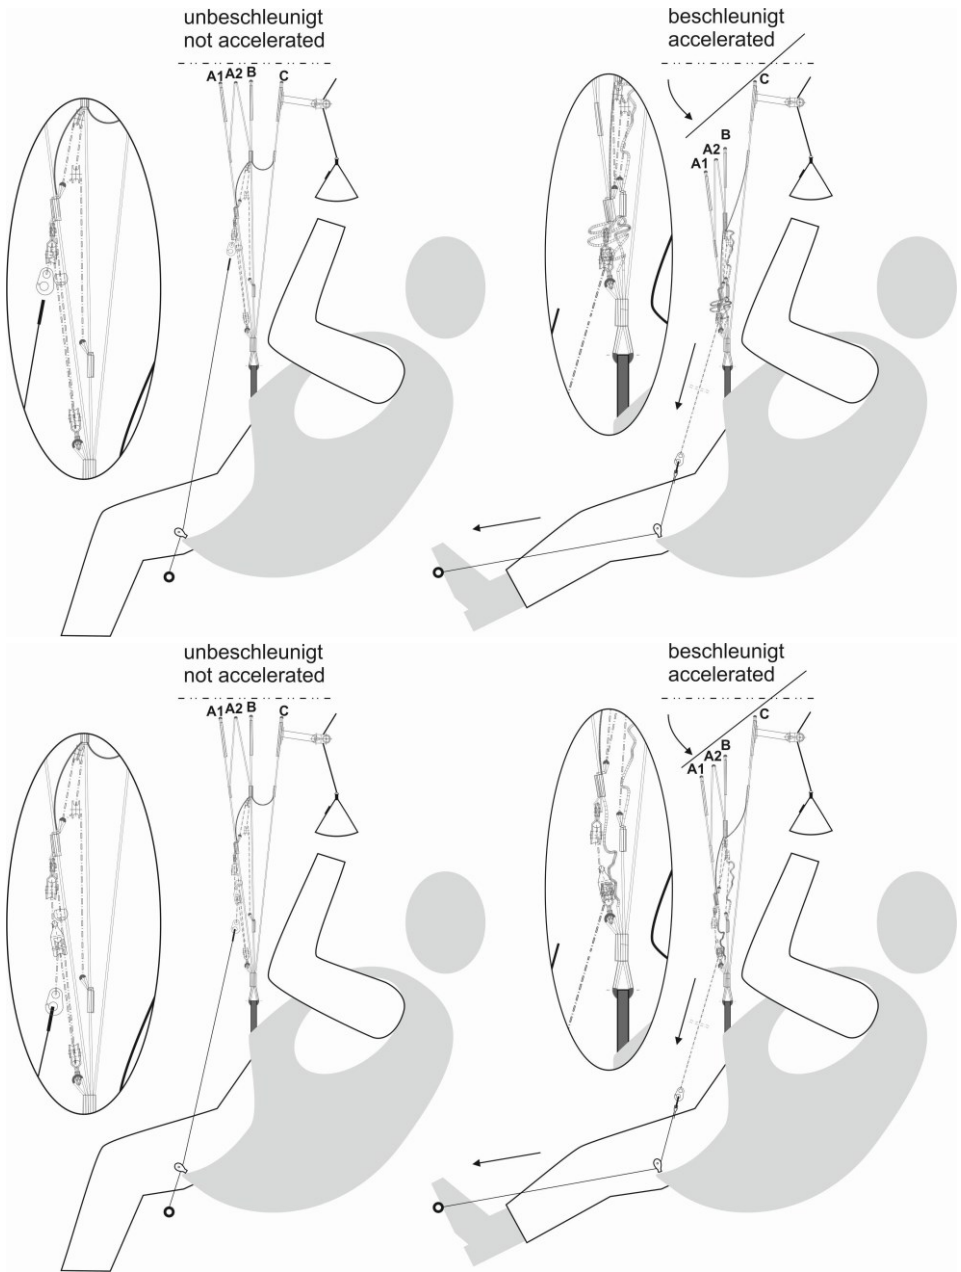 unbeschleunigt
not accelerated
beschleunigt
accelerated
A1 A2 B C
C
B
A2
A1
unbeschleunigt
not accelerated
beschleunigt
accelerated
A1 A2 B C
C
B
A2
A1